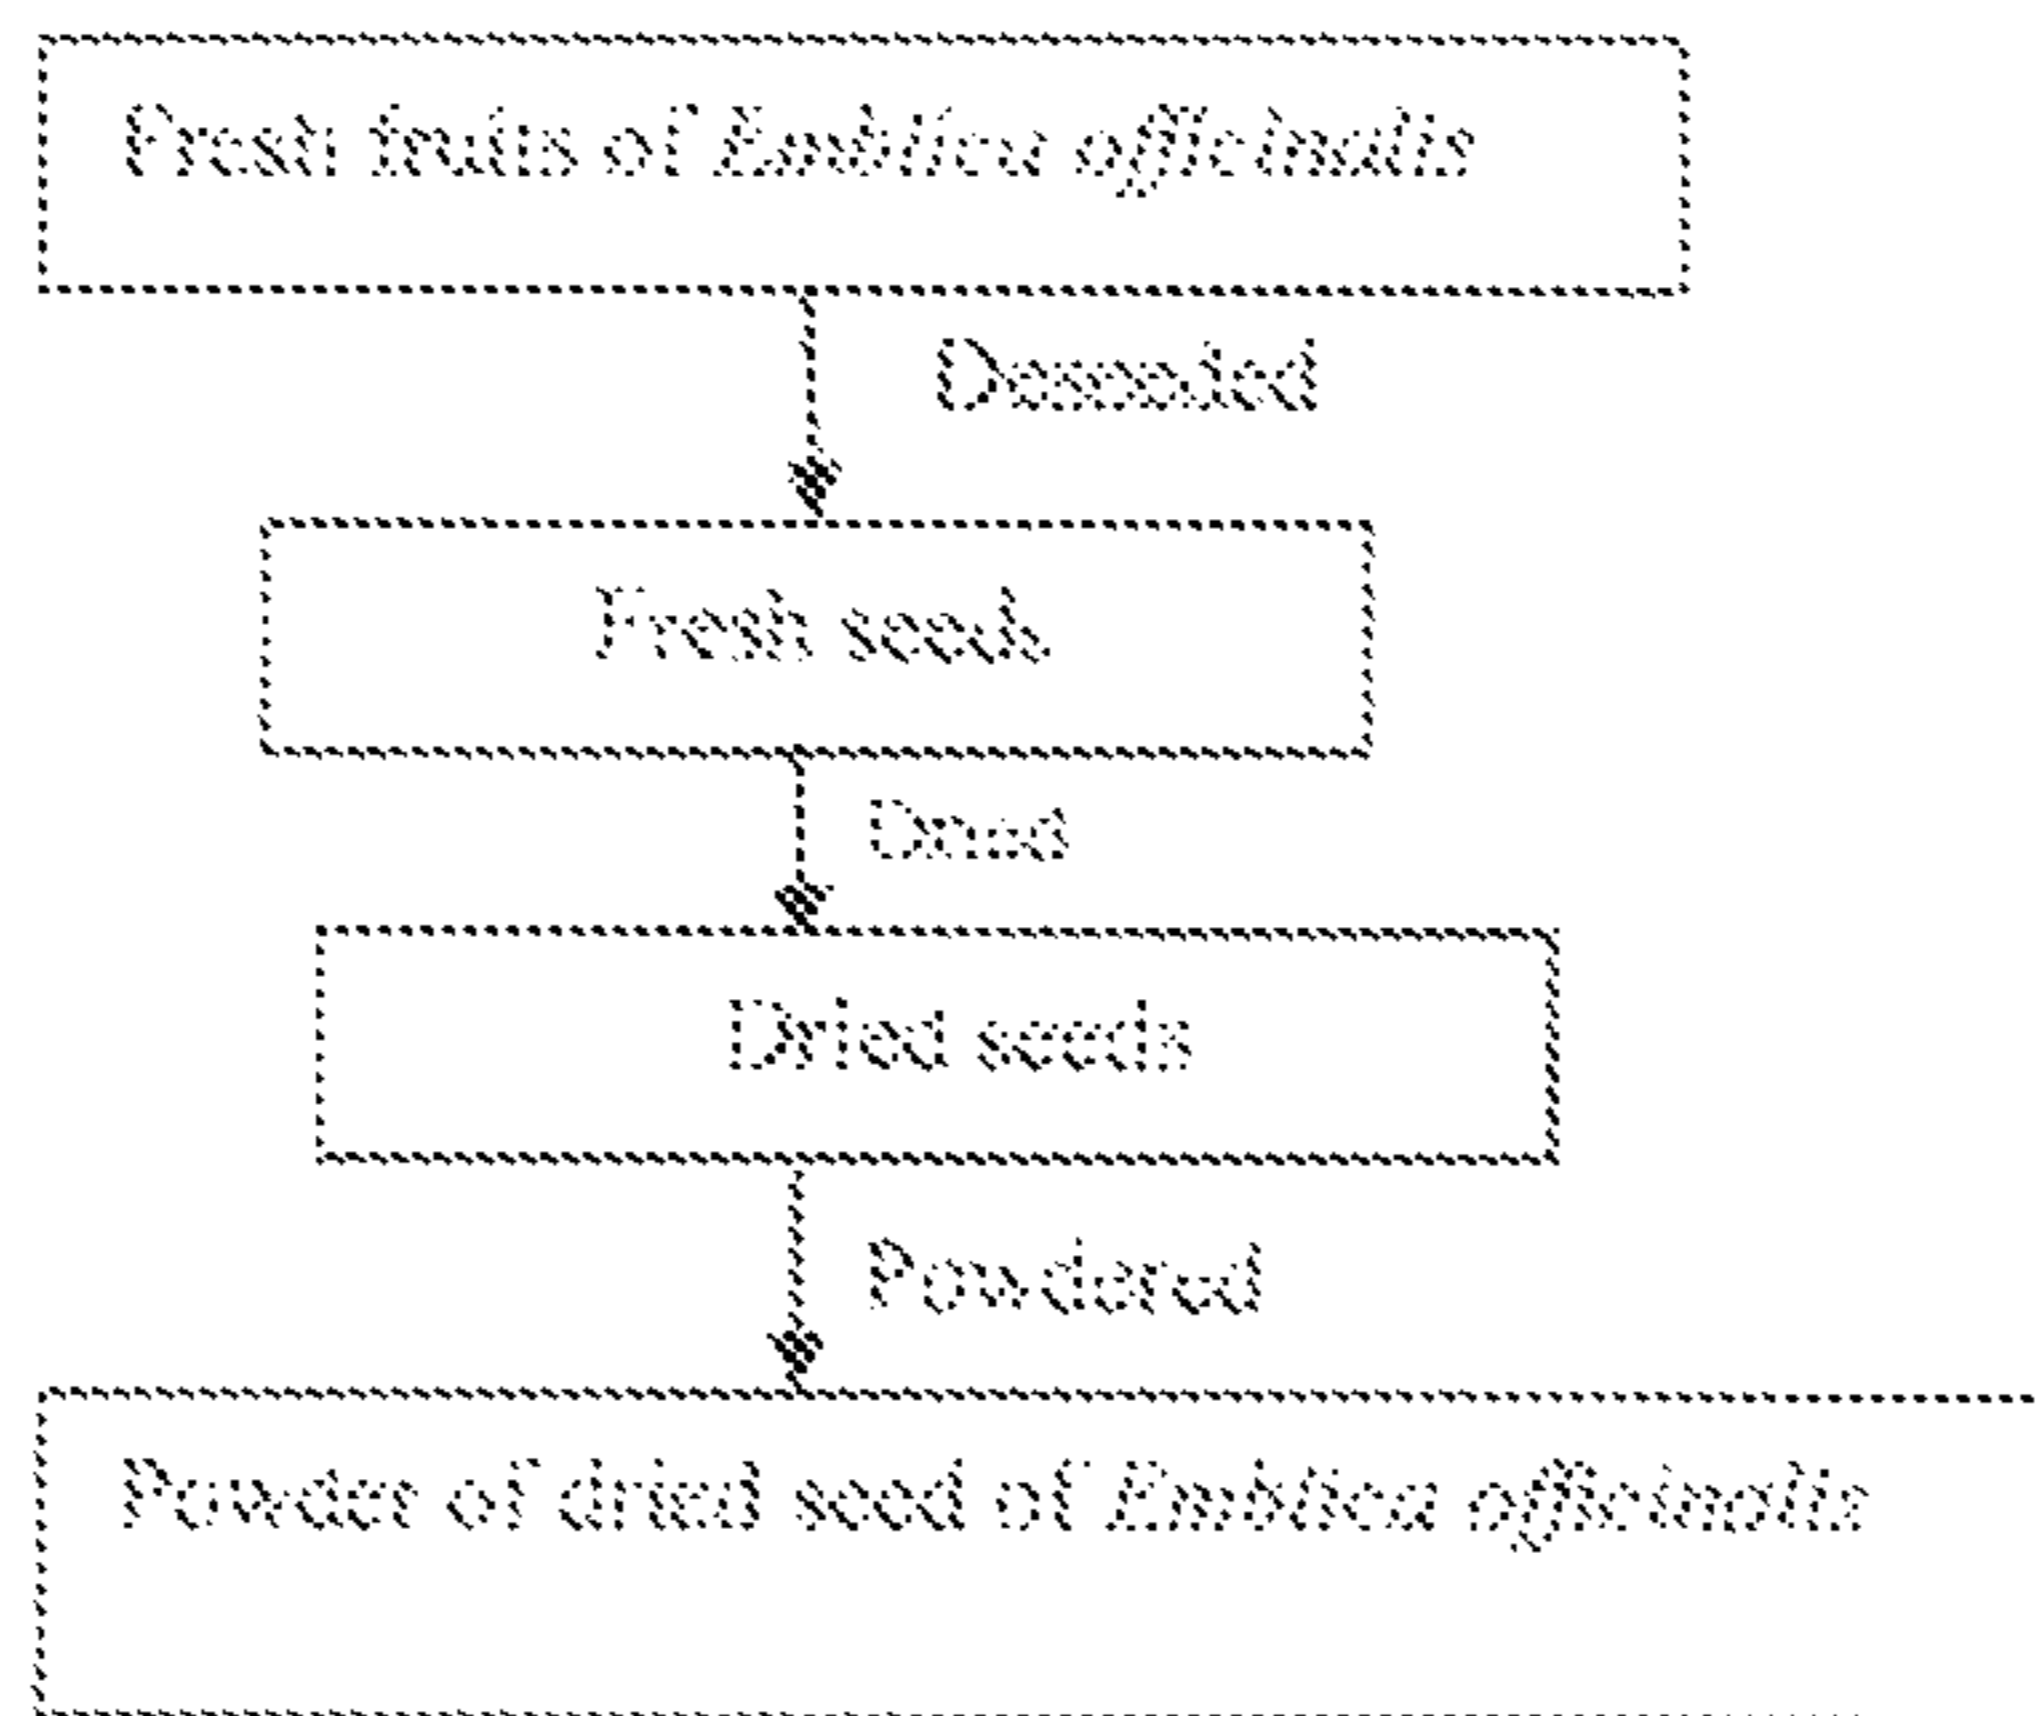 Fresh fruits of Emblica officinalis
Deseeded
Fresh seeds
Dried
Dried seeds
Powdered
Powder of dried seed of Emblica officinalis